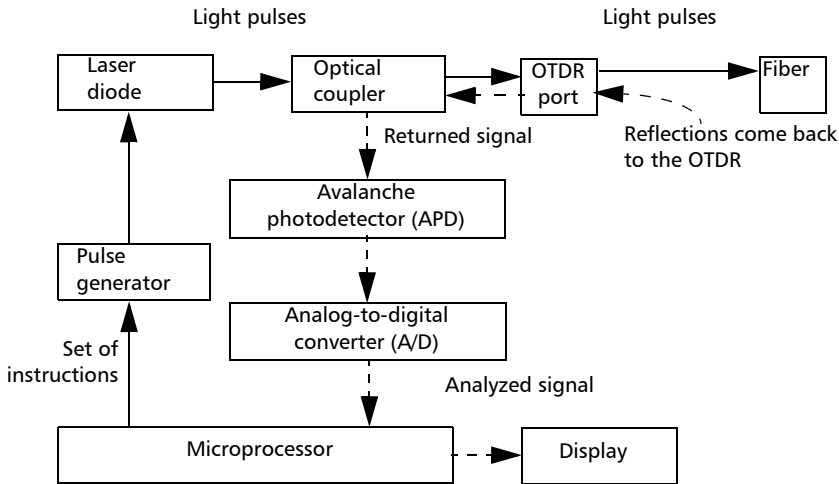 Light pulses
Light pulses
Laser
diode
Optical
coupler
OTDR
port
Fiber
Returned signal
Reflections come back
to the OTDR
Avalanche
photodetector (APD)
Pulse
generator
Analog-to-digital
converter (A/D)
Set of
instructions
Analyzed signal
Microprocessor
Display